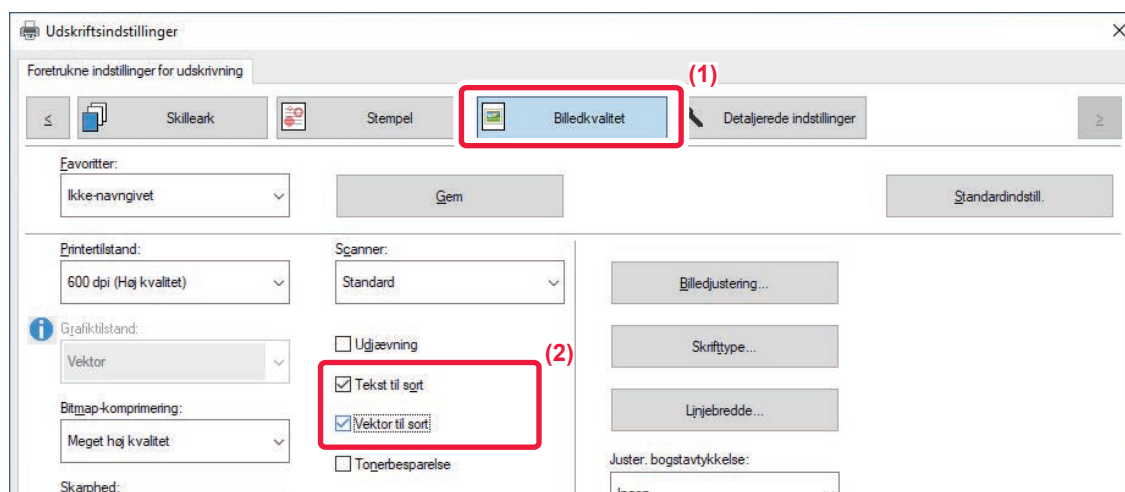 Udskriftsindstillinger
Foretrukne indstillinger for udskrivning
(1)
< Skilleark Stempel Billedkvalitet Detaljerede indstillinger >
Favoritter:
Ikke-navngivet Gem Standardindstill.
Printertilstand: Scanner:
600 dpi (Høj kvalitet) Standard Billedjustering...
Grafiktilstand:
Vektor Udjævning Skrifttype...
(2)
Tekst til sort
Bitmap-komprimering: Vektor til sort Linjebredde...
Meget høj kvalitet
Tonerbesparelse Juster. bogstavtykkelse:
Skarphed:
Ingen